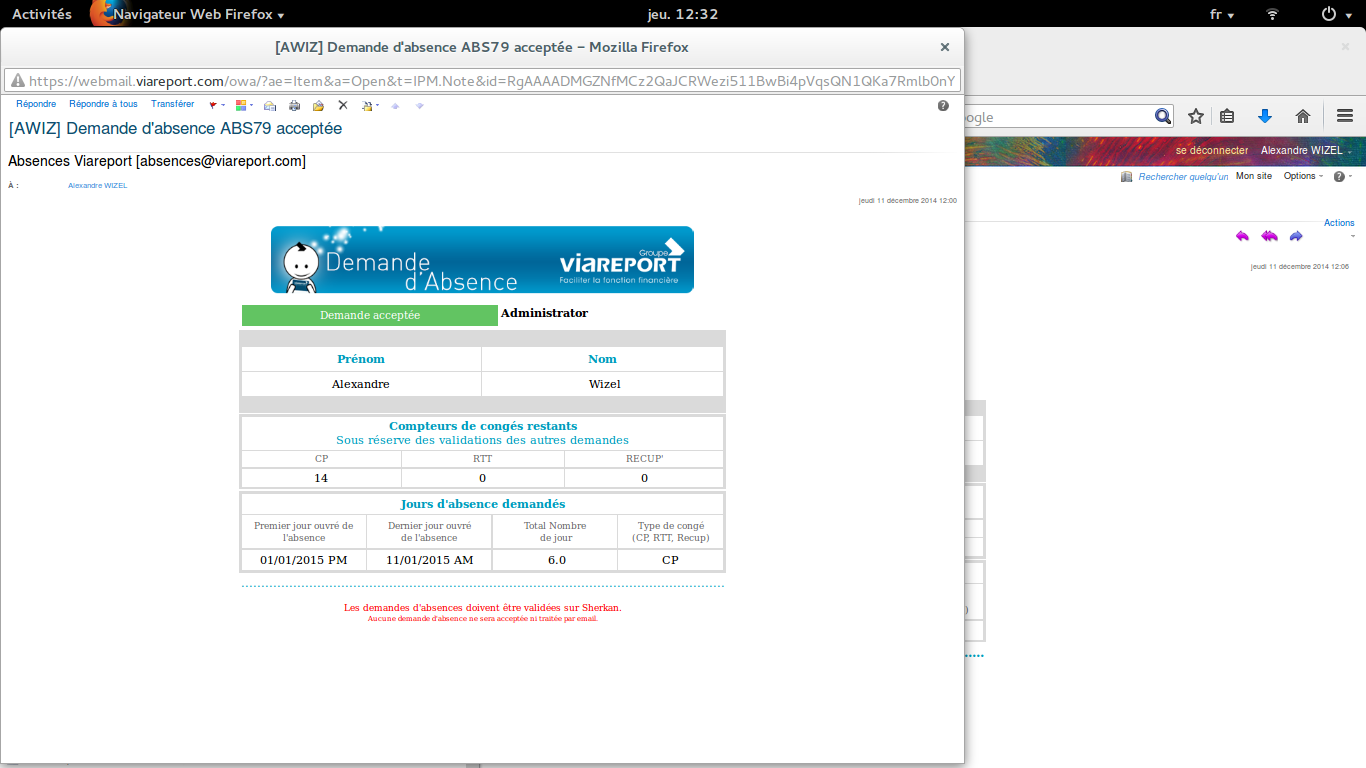 Activités
Navigateur Web Firefox
jeu. 12:32
fr
[AWIZ] Demande d'absence ABS79 acceptée – Mozilla Firefox
https://webmail.viareport.com/owa/?ae=Item&a=Open&t=IPM.Note&id=RgAAAADMGZNfMCz2QaJCRWezi511BwBi4pVqsQN1QKa7Rmlb0nY
ogle
Répondre Répondre à tous Transférer
[AWIZ] Demande d'absence ABS79 acceptée
se déconnecter Alexandre WIZEL
Absences Viareport [absences@viareport.com]
Rechercher quelqu'un Mon site Options
À : Alexandre WIZEL
jeudi 11 décembre 2014 12:00
Actions
jeudi 11 décembre 2014 12:06
Demande
d'Absence
Groupe
VIAREPORT
Faciliter la fonction financière
Demande acceptée Administrator
Prénom Nom
Alexandre Wizel
Compteurs de congés restants
Sous réserve des validations des autres demandes
CP RTT RECUP'
14 0 0
Jours d'absence demandés
Premier jour ouvré de l'absence
Dernier jour ouvré de l'absence
Total Nombre de jour
Type de congé (CP, RTT, Recup)
01/01/2015 PM 11/01/2015 AM 6.0 CP
)
Les demandes d'absences doivent être validées sur Sherkan.
Aucune demande d'absence ne sera acceptée ni traitée par email.